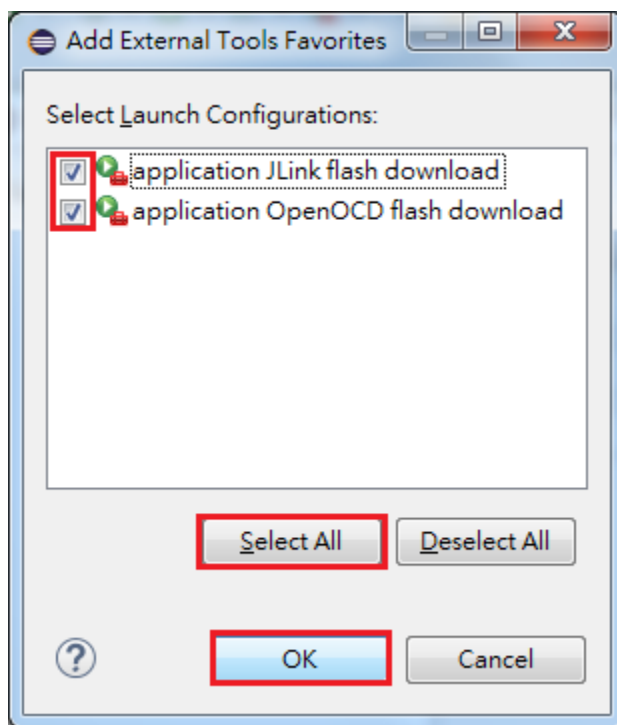 Add External Tools Favorites
Select Launch Configurations:
application JLink flash download
application OpenOCD flash download
Select All
Deselect All
?
OK
Cancel